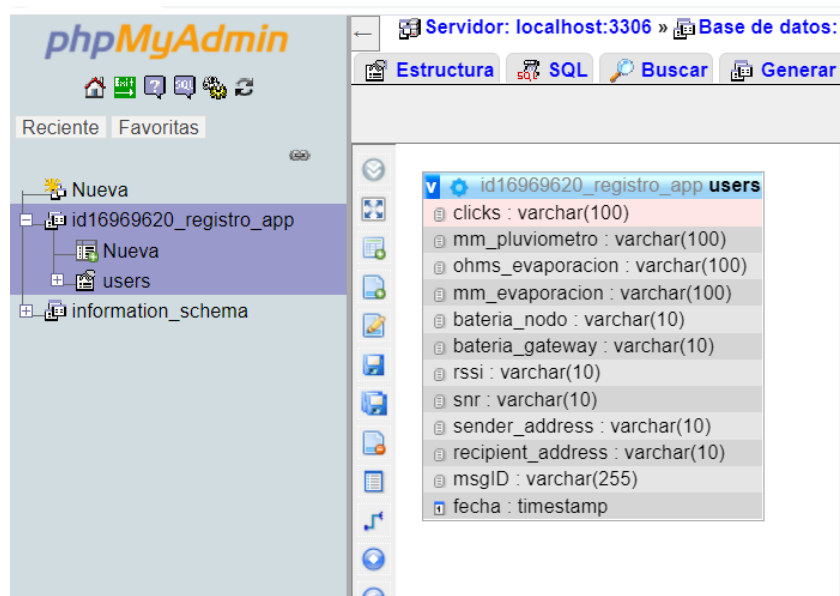 phpMyAdmin
Reciente Favoritas
Nueva
id16969620_registro_app
Nueva
users
information_schema
Servidor: localhost:3306 » Base de datos:
Estructura SQL Buscar Generar
v id16969620_registro_app users
clicks : varchar(100)
mm_pluviometro : varchar(100)
ohms_evaporacion : varchar(100)
mm_evaporacion : varchar(100)
bateria_nodo : varchar(10)
bateria_gateway : varchar(10)
rssi : varchar(10)
snr : varchar(10)
sender_address : varchar(10)
recipient_address : varchar(10)
msgID : varchar(255)
fecha : timestamp